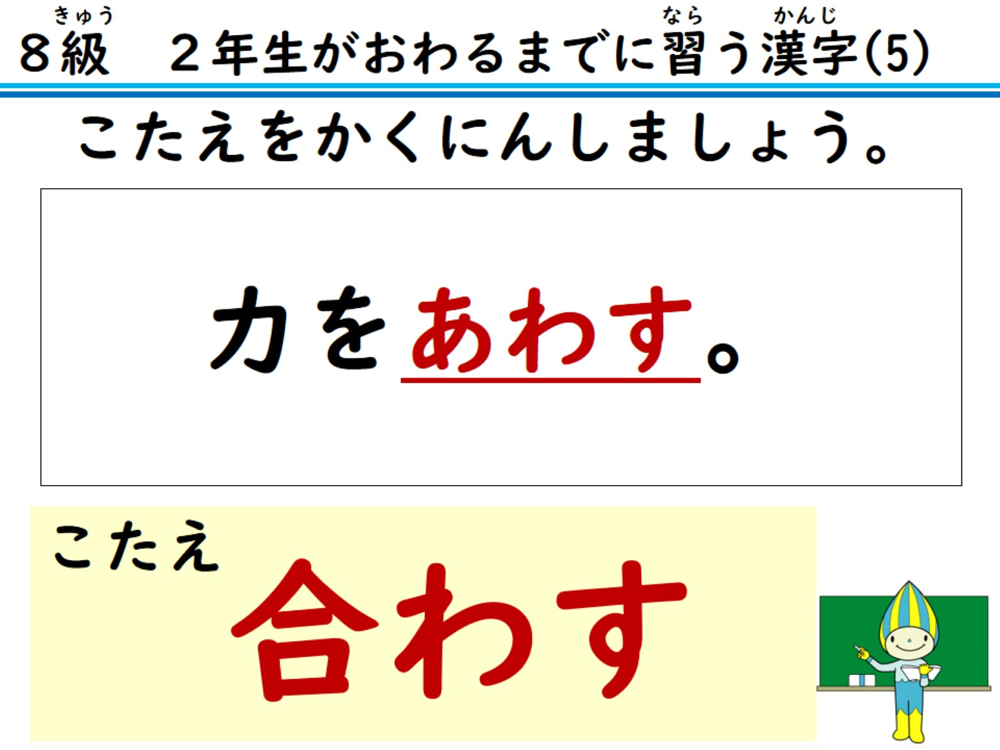 きゅう なら かんじ
８級　２年生がおわるまでに習う漢字(5)
こたえをかくにんしましょう。
力をあわす。
こたえ
合わす